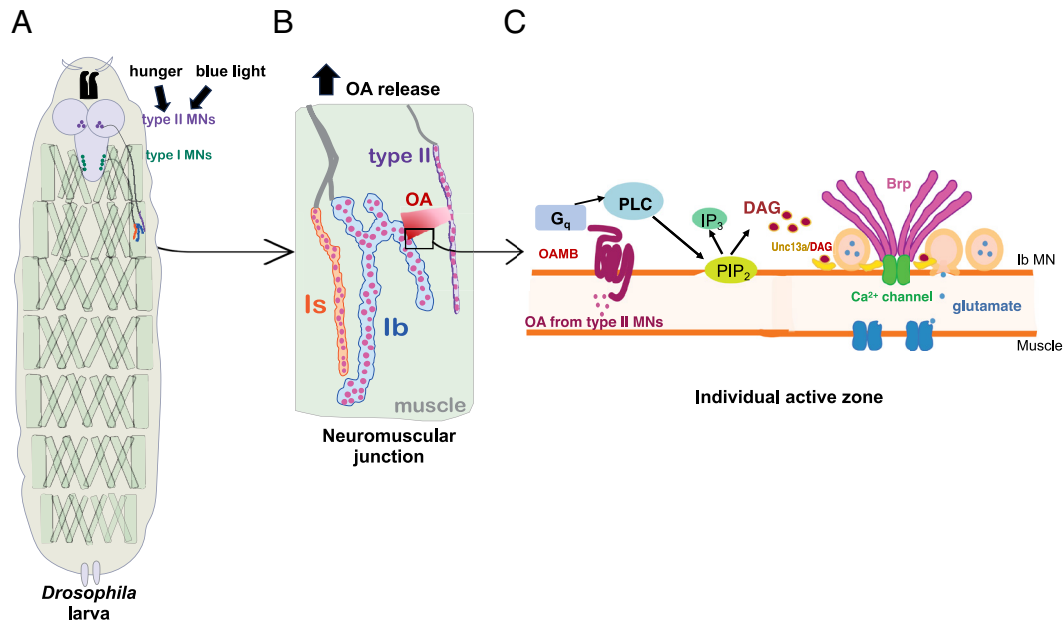 A
hunger blue light
type II MNs
type I MNs
Drosophila
larva
B
OA release
type II
OA
Is
Ib
muscle
Neuromuscular
junction
C
Gq
PLC
IP3
DAG
Brp
OAMB
PIP2
Unc13a/DAG
Ib MN
Ca2+ channel
glutamate
OA from type II MNs
Muscle
Individual active zone